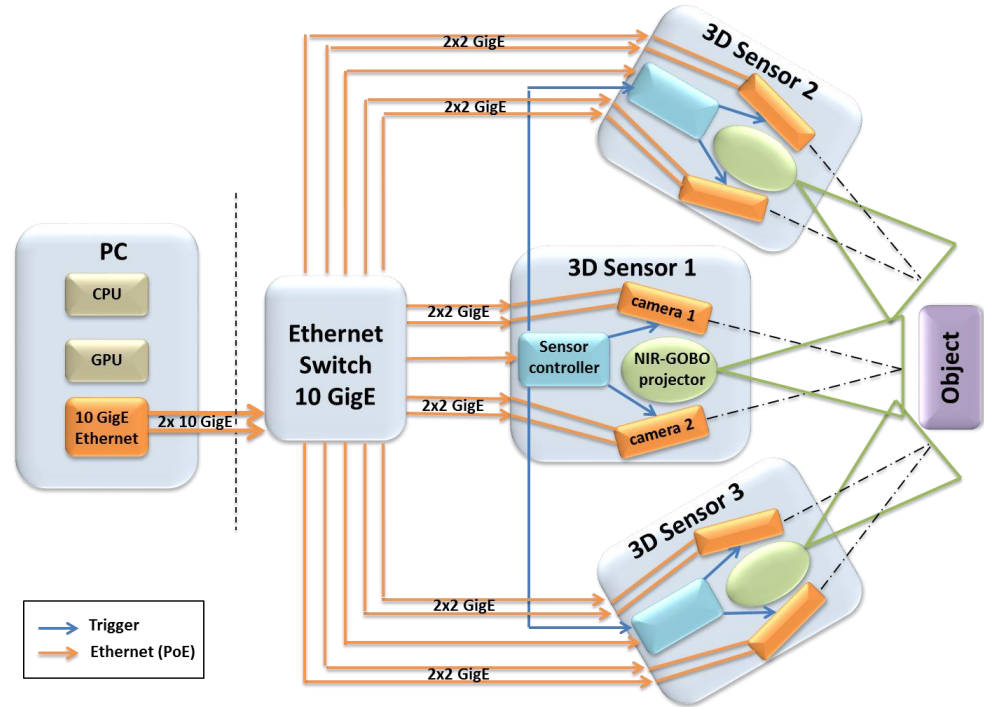 2x2 GigE
3D Sensor 2
2x2 GigE
PC
CPU
GPU
10 GigE
Ethernet
2x 10 GigE
Ethernet
Switch
10 GigE
3D Sensor 1
2x2 GigE
camera 1
Sensor
controller
NIR-GOBO
projector
2x2 GigE
camera 2
Object
3D Sensor 3
2x2 GigE
2x2 GigE
Trigger
Ethernet (PoE)